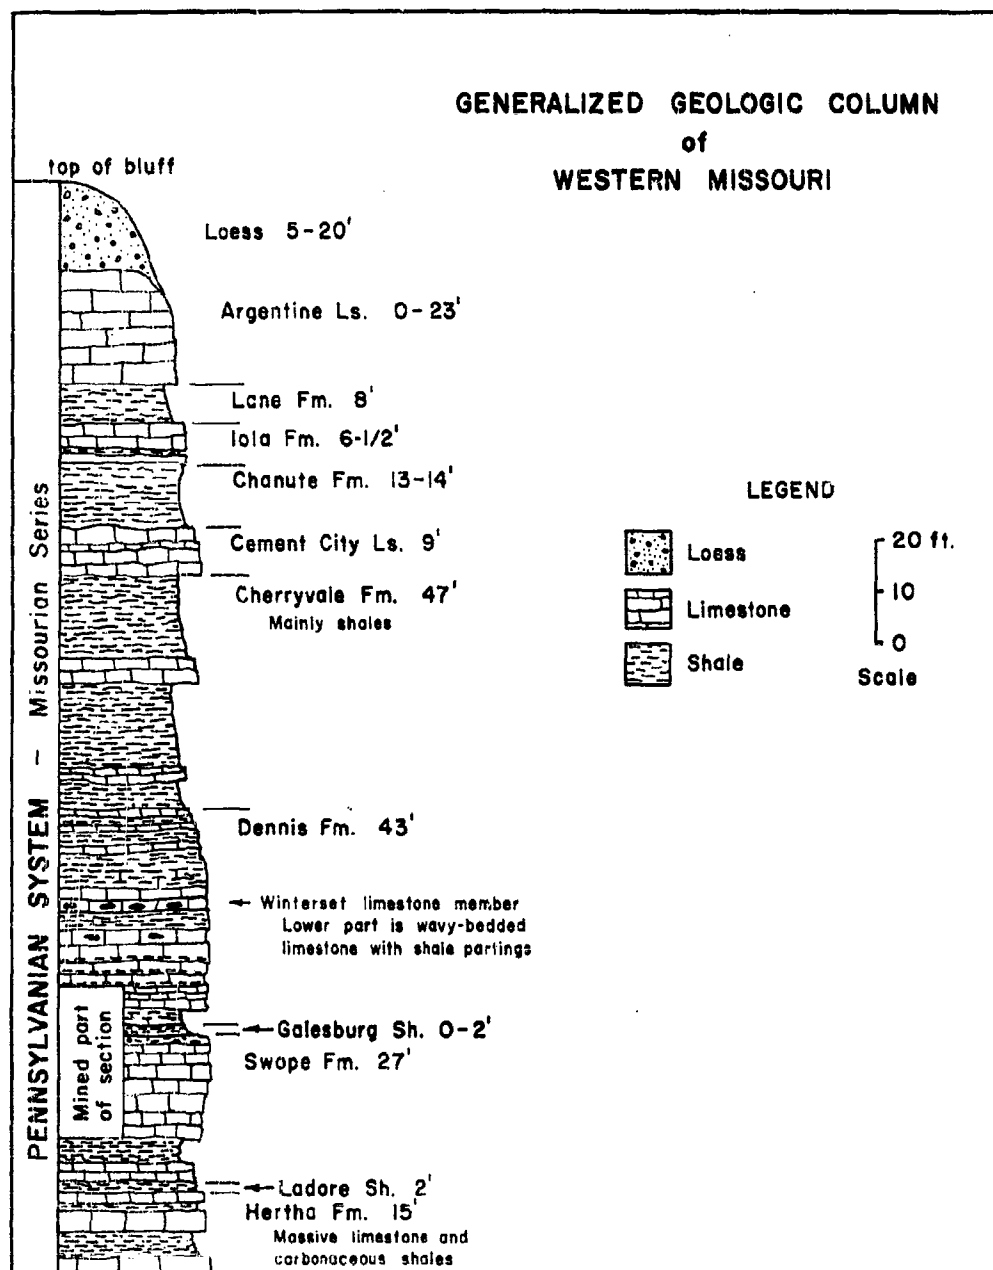 GENERALIZED GEOLOGIC COLUMN
of
WESTERN MISSOURI
top of bluff
Loess 5-20'
Argentine Ls. 0-23'
Lane Fm. 8'
Iola Fm. 6-1/2'
Chanute Fm. 13-14'
Cement City Ls. 9'
Cherryvale Fm. 47'
Mainly shales
Dennis Fm. 43'
Winterset limestone member
Lower part is wavy-bedded
limestone with shale partings
Galesburg Sh. 0-2'
Swope Fm. 27'
Ladore Sh. 2'
Hertha Fm. 15'
Massive limestone and
carbonaceous shales
PENNSYLVANIAN SYSTEM - Missourian Series
Mined part
of section
LEGEND
Loess
Limestone
Shale
20 ft.
10
0
Scale